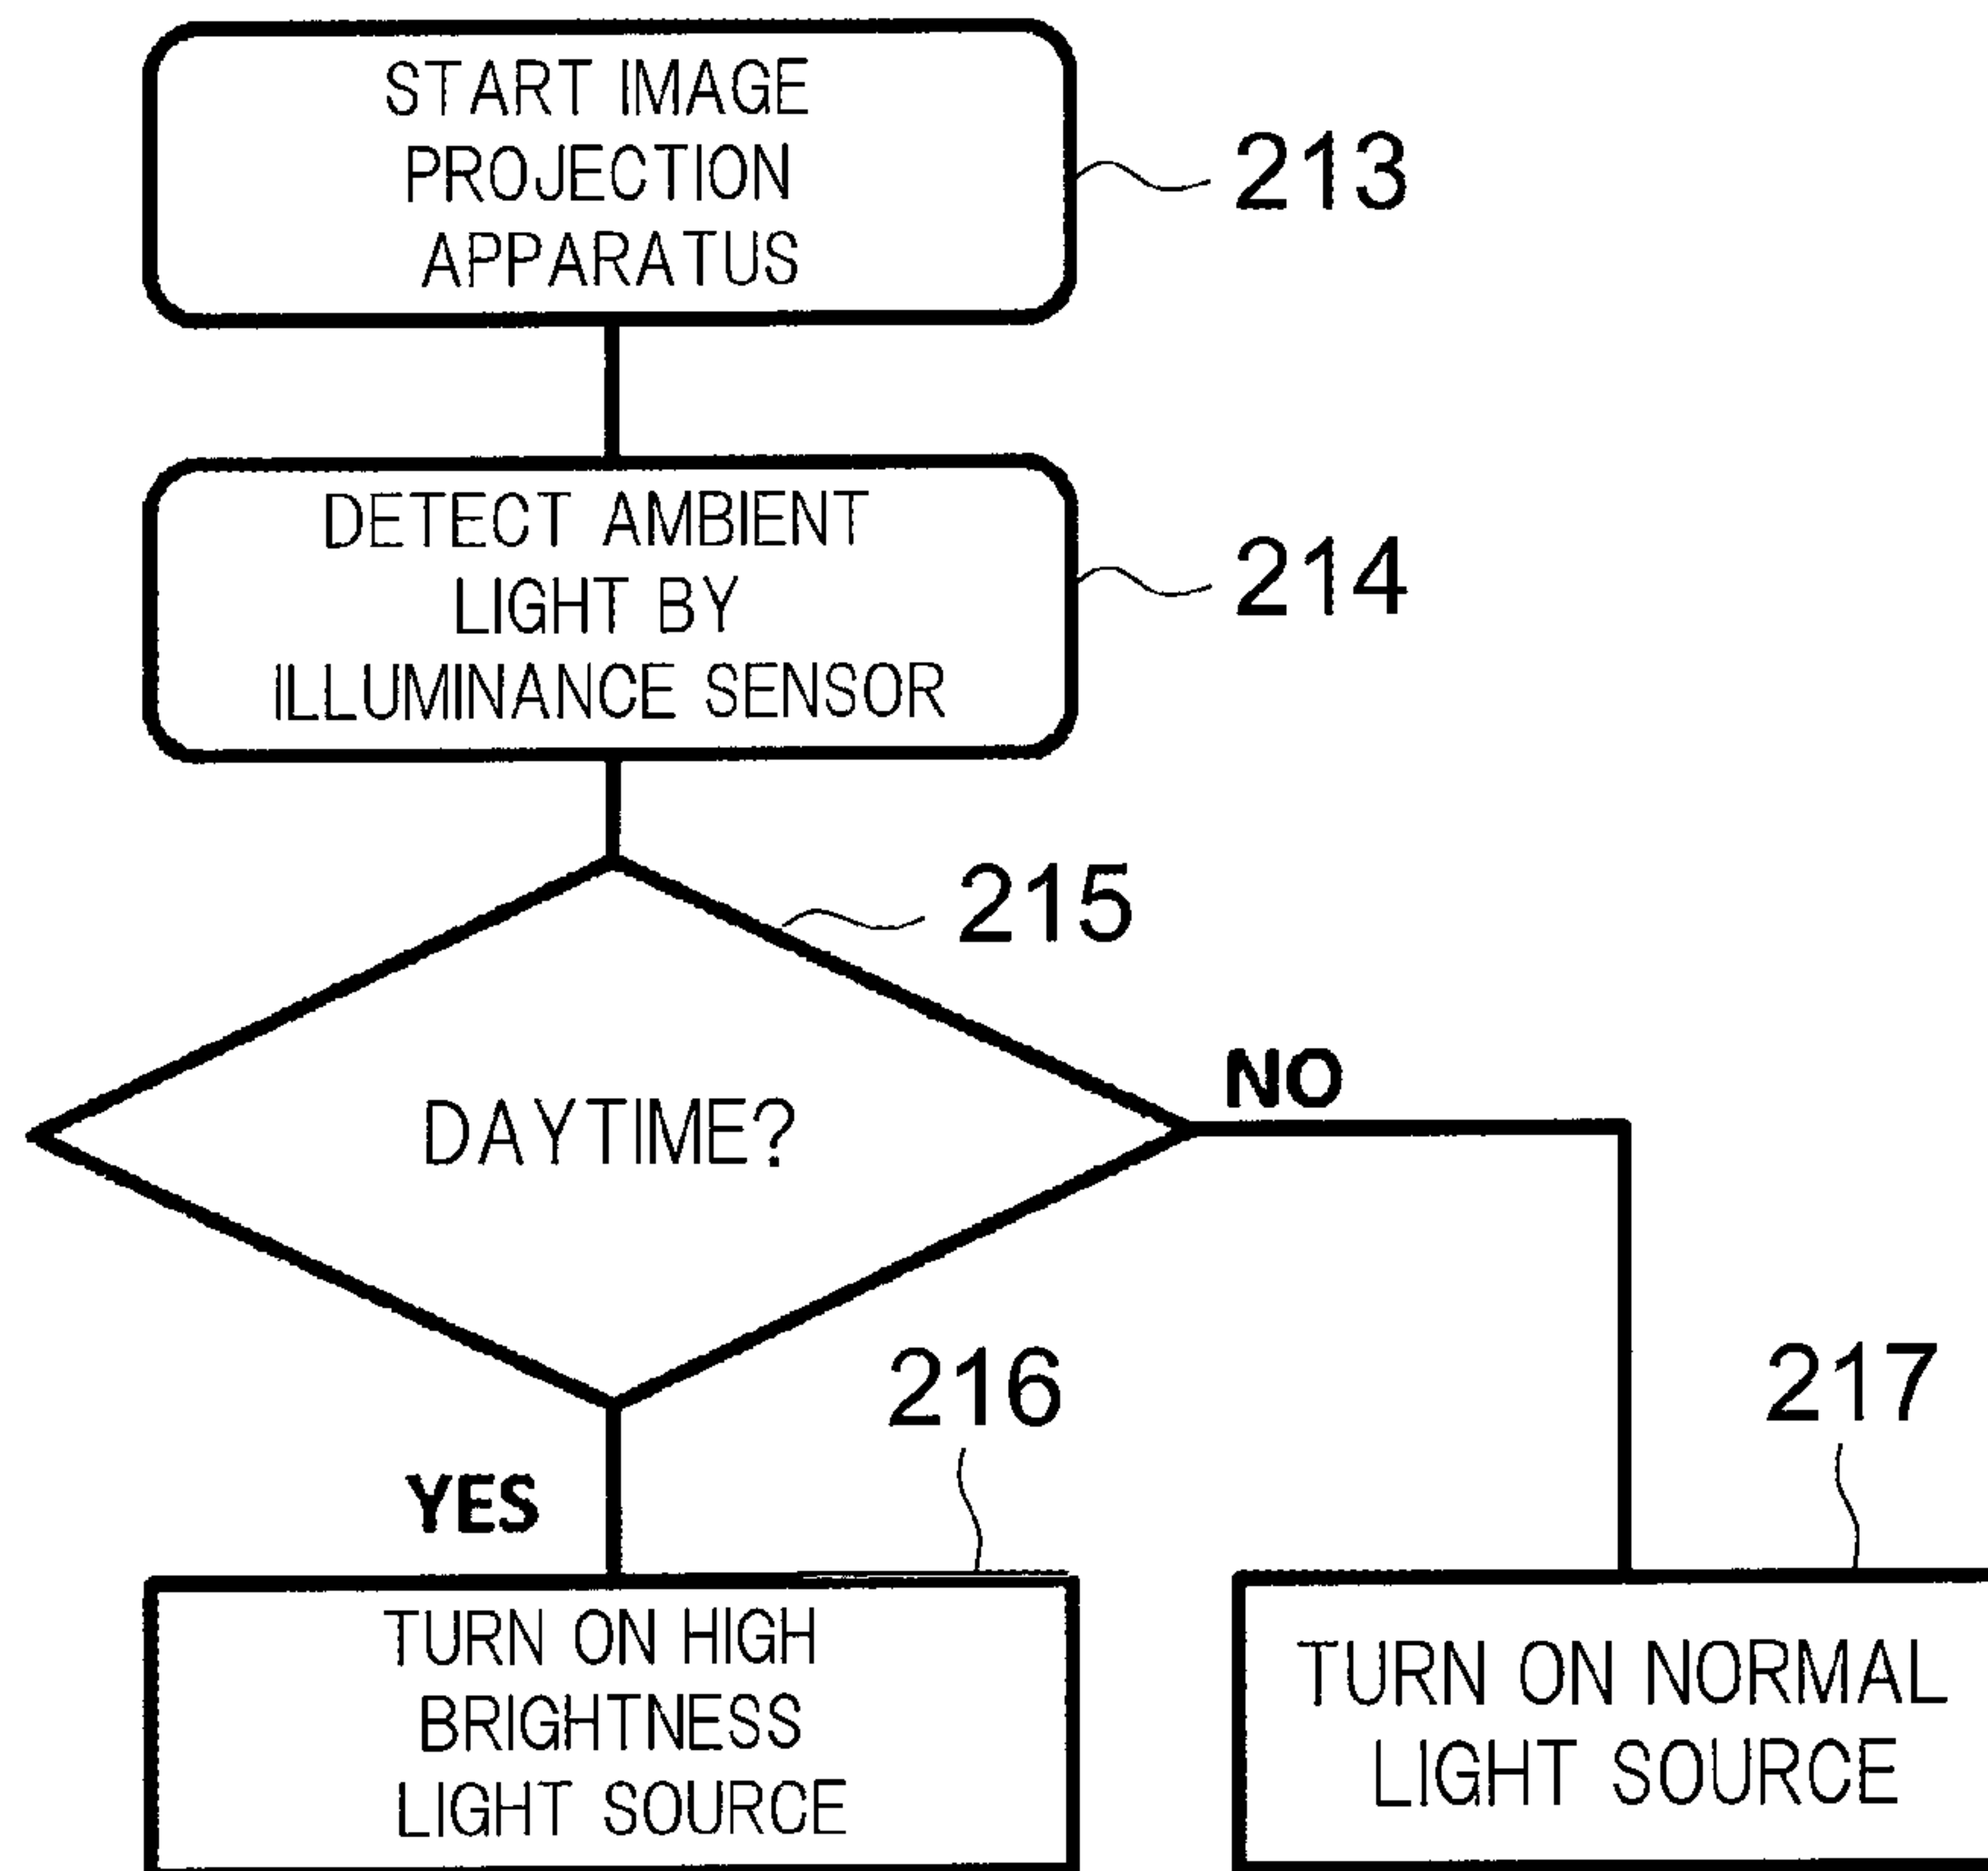 START IMAGE
PROJECTION
APPARATUS
213
DETECT AMBIENT
LIGHT BY
ILLUMINANCE SENSOR
214
215
DAYTIME?
NO
YES
216
217
TURN ON HIGH
BRIGHTNESS
LIGHT SOURCE
TURN ON NORMAL
LIGHT SOURCE